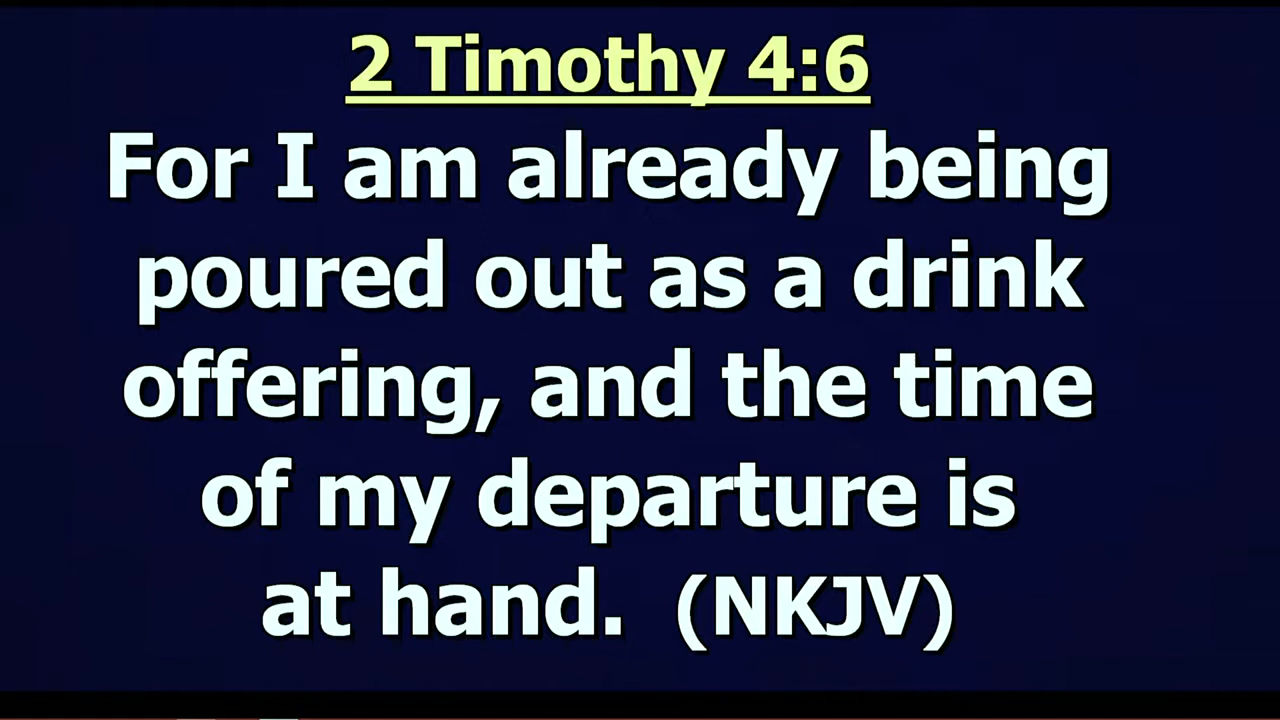 2 Timothy 4:6
For I am already being
poured out as a drink
offering, and the time
of my departure is
at hand.  (NKJV)